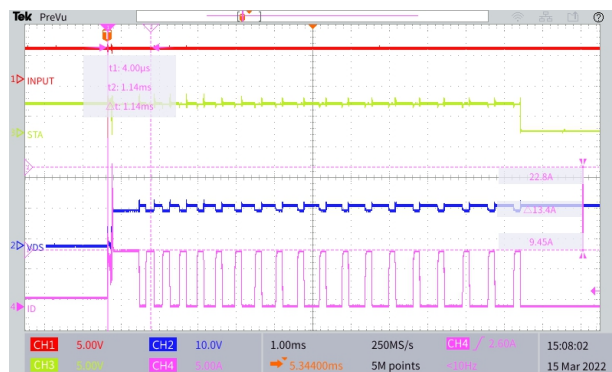 Tek PreVu
t1: 4.00μs
t2: 1.14ms
Δt: 1.14ms
1 INPUT
STA
22.8A
Δ13.4A
2 VDS
9.45A
4 ID
CH1 5.00V CH2 10.0V 1.00ms 250MS/s CH4 / 2.60A 15:08:02
CH3 5.00V CH4 5.00A 5.34400ms 5M points <10Hz 15 Mar 2022